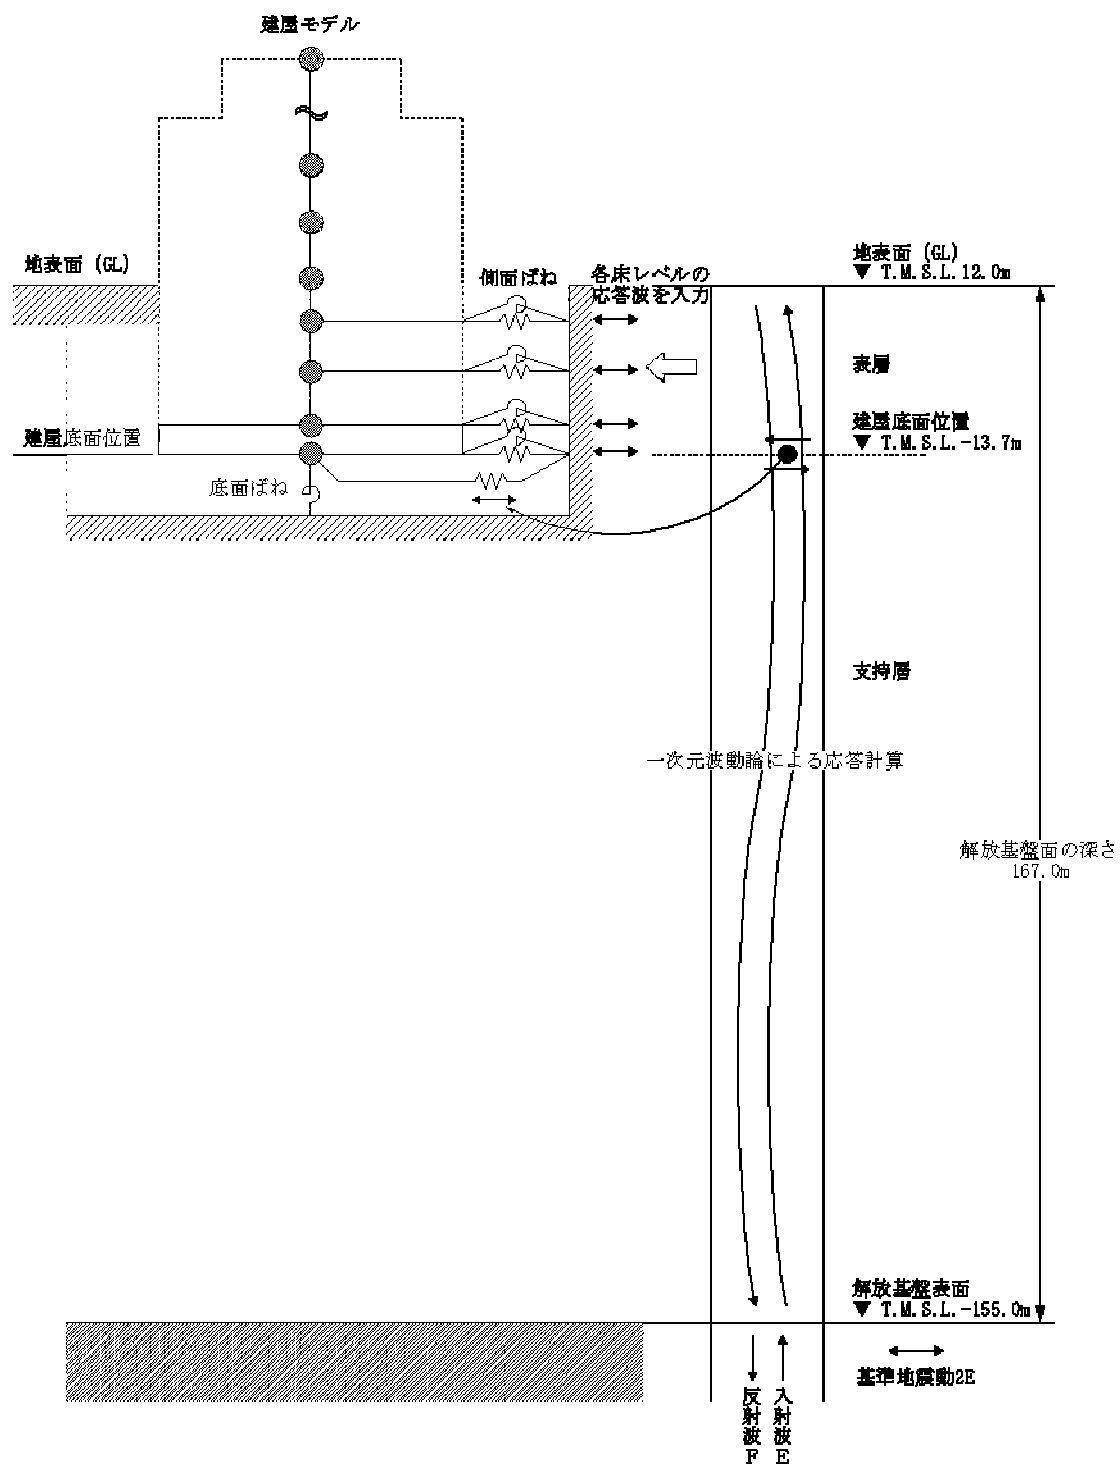 建屋モデル
地表面 (GL)
側面ばね
各床レベルの
応答波を入力
地表面 (GL)
▼ T.M.S.L.12.0m
表層
建屋底面位置
▼ T.M.S.L.-13.7m
建屋底面位置
底面ばね
支持層
一次元波動論による応答計算
解放基盤面の深さ
167.0m
解放基盤表面
▼ T.M.S.L.-155.0m
基準地震動2E
反射波F
入射波E